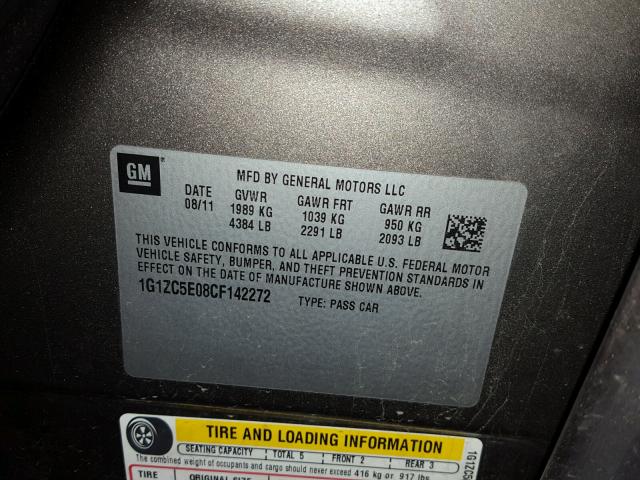 GM
MFD BY GENERAL MOTORS LLC
DATE GVWR GAWR FRT GAWR RR
08/11 1989 KG 1039 KG 950 KG
4384 LB 2291 LB 2093 LB
THIS VEHICLE CONFORMS TO ALL APPLICABLE U.S. FEDERAL MOTOR
VEHICLE SAFETY, BUMPER, AND THEFT PREVENTION STANDARDS IN
EFFECT ON THE DATE OF MANUFACTURE SHOWN ABOVE.
1G1ZC5E08CF142272 TYPE: PASS CAR
TIRE AND LOADING INFORMATION
SEATING CAPACITY TOTAL 5 FRONT 2 REAR 3
The combined weight of occupants and cargo should never exceed 416 kg or 917 lbs.
TIRE
1G1ZC5